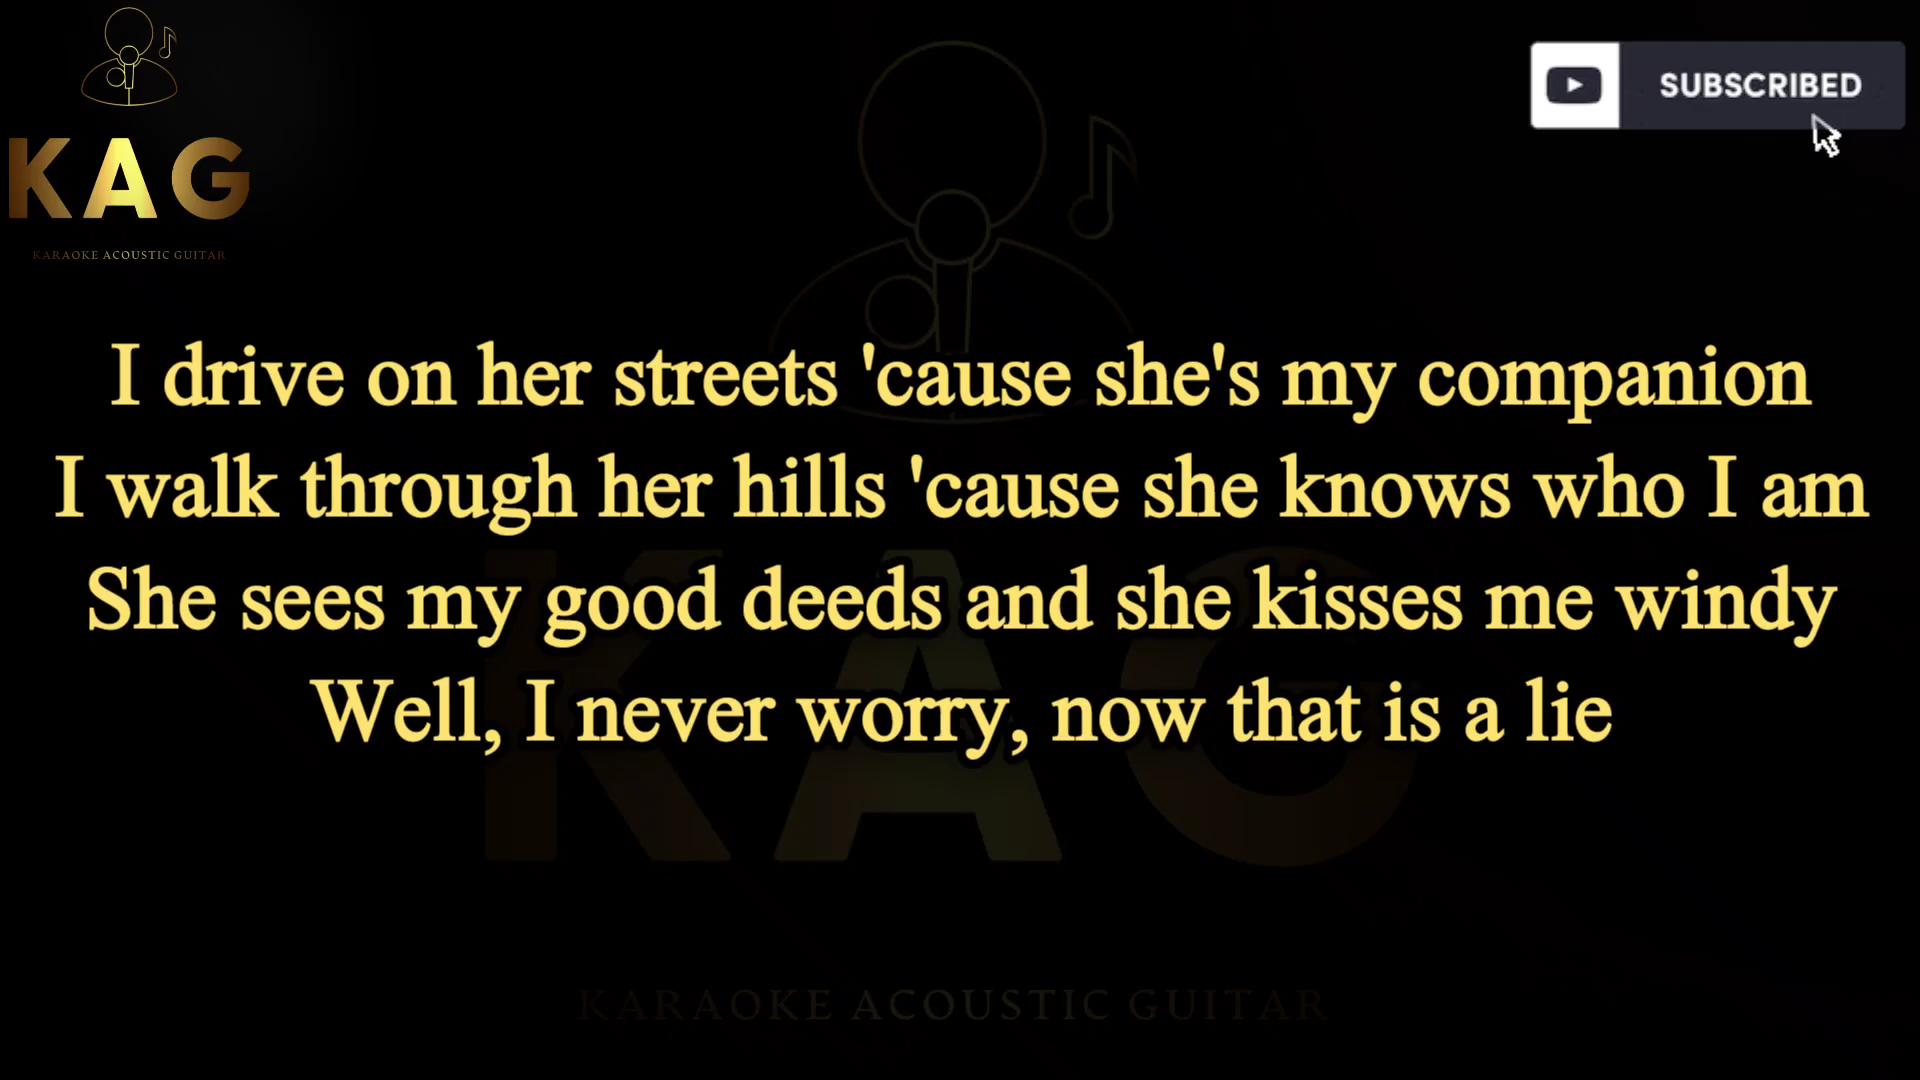 KAG
KARAOKE ACOUSTIC GUITAR
SUBSCRIBED
I drive on her streets 'cause she's my companion
I walk through her hills 'cause she knows who I am
She sees my good deeds and she kisses me windy
Well, I never worry, now that is a lie
KAG
KARAOKE ACOUSTIC GUITAR